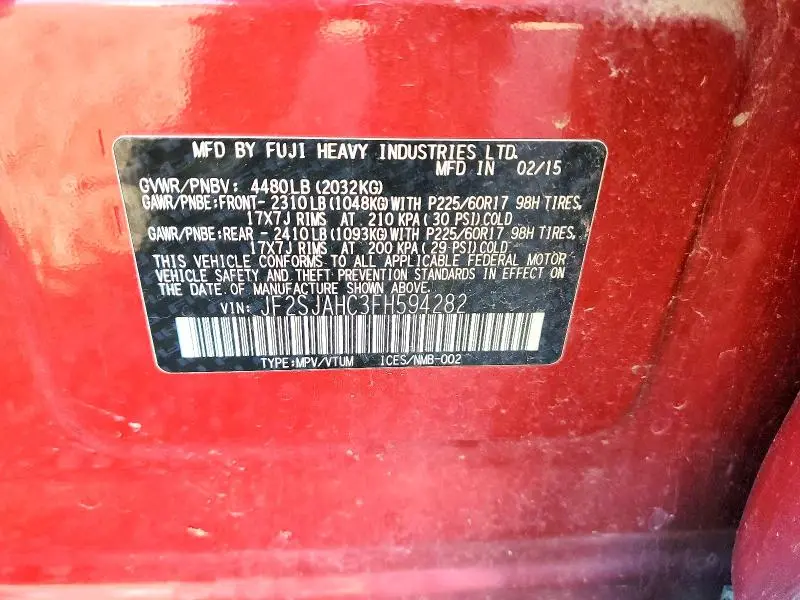 MFD BY FUJI HEAVY INDUSTRIES LTD.
MFD IN 02/15
GVWR/PNBV: 4480LB (2032KG)
GAWR/PNBE:FRONT- 2310LB (1048KG) WITH P225/60R17 98H TIRES,
17X7J RIMS AT 210 KPA ( 30 PSI) COLD
GAWR/PNBE:REAR - 2410LB (1093KG) WITH P225/60R17 98H TIRES,
17X7J RIMS AT 200 KPA ( 29 PSI) COLD
THIS VEHICLE CONFORMS TO ALL APPLICABLE FEDERAL MOTOR
VEHICLE SAFETY AND THEFT PREVENTION STANDARDS IN EFFECT ON
THE DATE OF MANUFACTURE SHOWN ABOVE.
VIN: JF2SJAHC3FH594282
TYPE:MPV/VTUM ICES/NMB-002